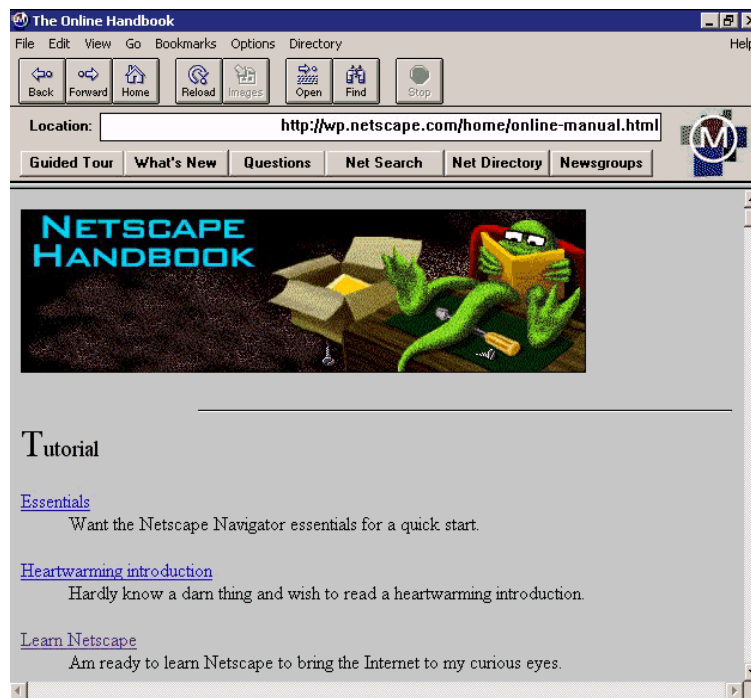 The Online Handbook
File Edit View Go Bookmarks Options Directory Help
Back Forward Home Reload Images Open Find Stop
Location: http://wp.netscape.com/home/online-manual.html
M
Guided Tour What's New Questions Net Search Net Directory Newsgroups
NETSCAPE
HANDBOOK
Tutorial
Essentials
Want the Netscape Navigator essentials for a quick start.
Heartwarming introduction
Hardly know a darn thing and wish to read a heartwarming introduction.
Learn Netscape
Am ready to learn Netscape to bring the Internet to my curious eyes.